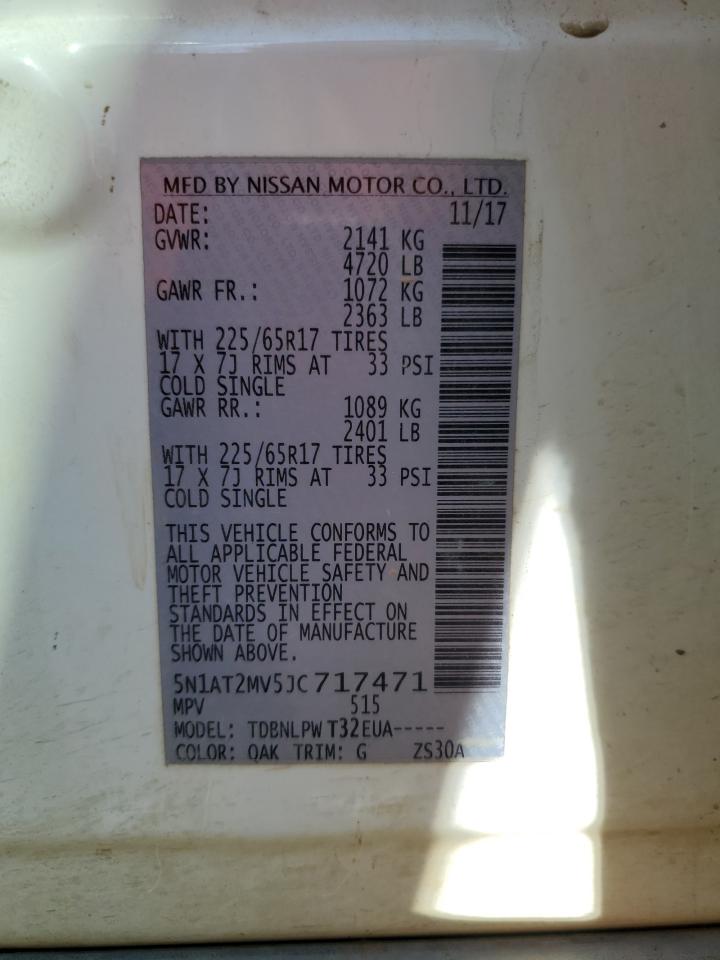 MFD BY NISSAN MOTOR CO., LTD.
DATE: 11/17
GVWR: 2141 KG
4720 LB
GAWR FR.: 1072 KG
2363 LB
WITH 225/65R17 TIRES
17 X 7J RIMS AT 33 PSI
COLD SINGLE
GAWR RR.: 1089 KG
2401 LB
WITH 225/65R17 TIRES
17 X 7J RIMS AT 33 PSI
COLD SINGLE
THIS VEHICLE CONFORMS TO
ALL APPLICABLE FEDERAL
MOTOR VEHICLE SAFETY AND
THEFT PREVENTION
STANDARDS IN EFFECT ON
THE DATE OF MANUFACTURE
SHOWN ABOVE.
5N1AT2MV5JC717471
MPV 515
MODEL: TDBNLPW T32EUA-----
COLOR: QAK TRIM: G ZS30A